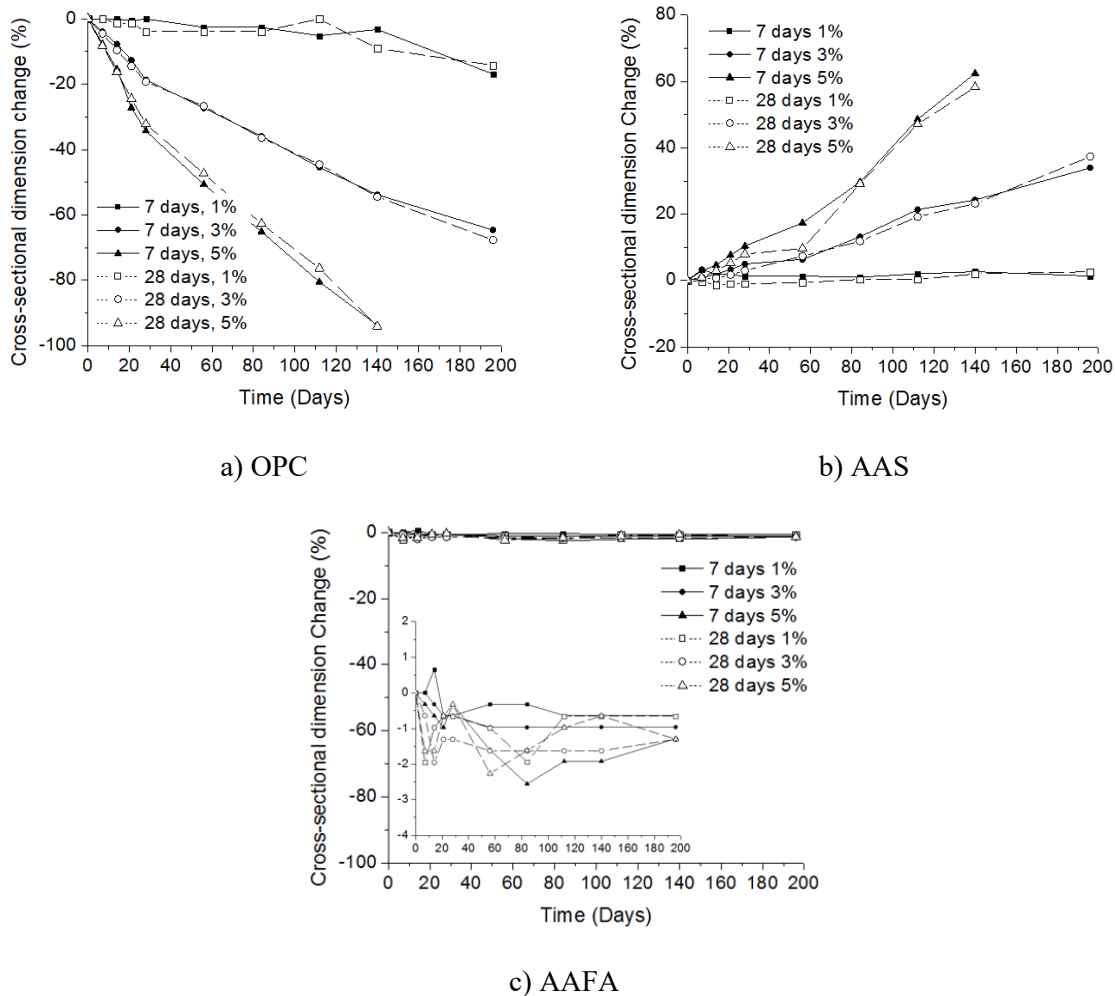 Cross-sectional dimension change (%)
0
-20
-40
-60
-80
-100
7 days, 1%
7 days, 3%
7 days, 5%
28 days, 1%
28 days, 3%
28 days, 5%
0 20 40 60 80 100 120 140 160 180 200
Time (Days)
a) OPC
Cross-sectional dimension Change (%)
80
60
40
20
0
-20
7 days 1%
7 days 3%
7 days 5%
28 days 1%
28 days 3%
28 days 5%
0 20 40 60 80 100 120 140 160 180 200
Time (Days)
b) AAS
Cross-sectional dimension Change (%)
0
-20
-40
-60
-80
-100
7 days 1%
7 days 3%
7 days 5%
28 days 1%
28 days 3%
28 days 5%
2
1
0
-1
-2
-3
-4
0 20 40 60 80 100 120 140 160 180 200
0 20 40 60 80 100 120 140 160 180 200
Time (Days)
c) AAFA